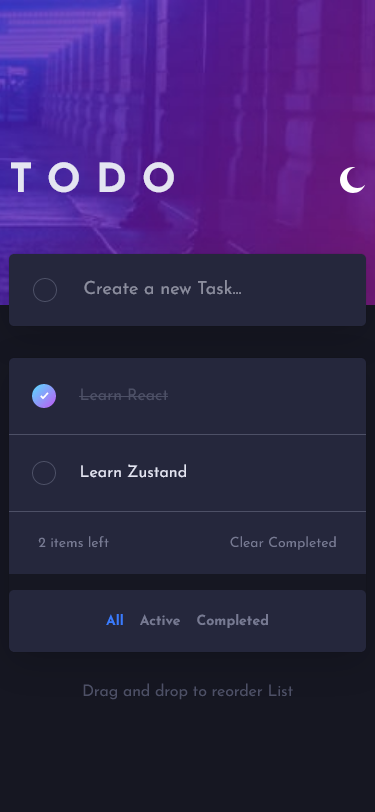 TODO
Create a new Task...
Learn React
Learn Zustand
2 items left Clear Completed
All Active Completed
Drag and drop to reorder List